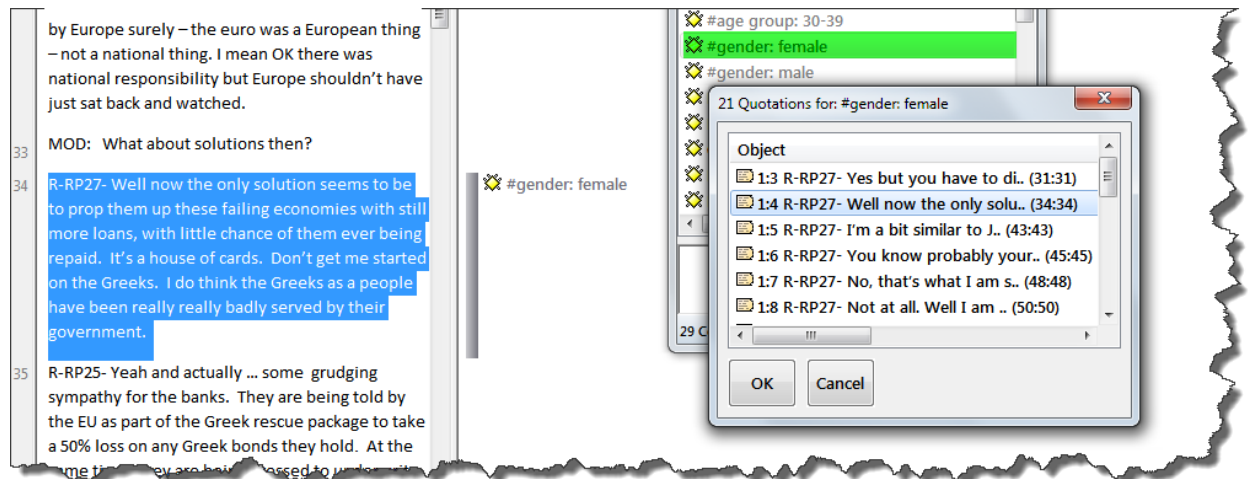 by Europe surely – the euro was a European thing
– not a national thing. I mean OK there was
national responsibility but Europe shouldn't have
just sat back and watched.
33 MOD: What about solutions then?
34 R-RP27- Well now the only solution seems to be
to prop them up these failing economies with still
more loans, with little chance of them ever being
repaid. It's a house of cards. Don't get me started
on the Greeks. I do think the Greeks as a people
have been really really badly served by their
government.
35 R-RP25- Yeah and actually ... some grudging
sympathy for the banks. They are being told by
the EU as part of the Greek rescue package to take
a 50% loss on any Greek bonds they hold. At the
#gender: female
#age group: 30-39
#gender: female
#gender: male
29 C
21 Quotations for: #gender: female
Object
1:3 R-RP27- Yes but you have to di.. (31:31)
1:4 R-RP27- Well now the only solu.. (34:34)
1:5 R-RP27- I'm a bit similar to J.. (43:43)
1:6 R-RP27- You know probably your.. (45:45)
1:7 R-RP27- No, that's what I am s.. (48:48)
1:8 R-RP27- Not at all. Well I am .. (50:50)
OK Cancel